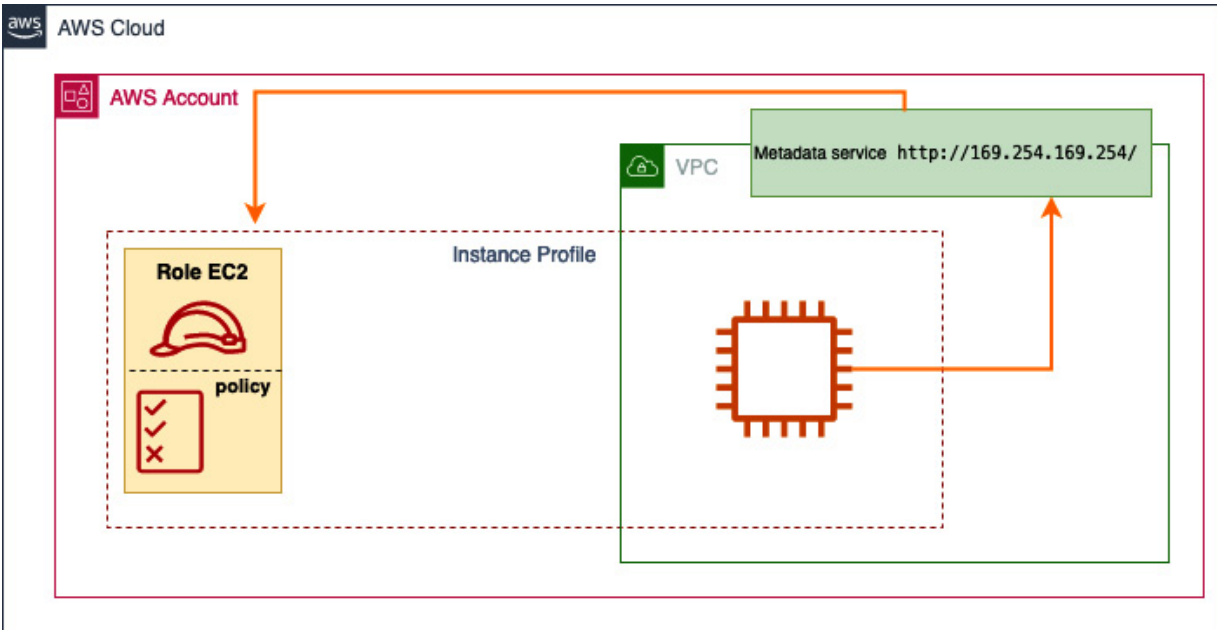 aws
AWS Cloud
AWS Account
Metadata service http://169.254.169.254/
VPC
Instance Profile
Role EC2
policy